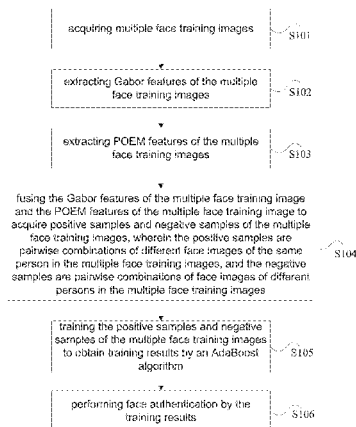 acquiring multiple face training images
S101
extracting Gabor features of the multiple
face training images
S102
extracting POEM features of the multiple
face training images
S103
fusing the Gabor features of the multiple face training image
and the POEM features of the multiple face training image to
acquire positive samples and negative samples of the multiple
face training images, wherein the positive samples are
pairwise combinations of different face images of the same
person in the multiple face training images, and the negative
samples are pairwise combinations of face images of different
persons in the multiple face training images
S104
training the positive samples and negative
samples of the multiple face training images
to obtain training results by an AdaBoost
algorithm
S105
performing face authentication by the
training results
S106